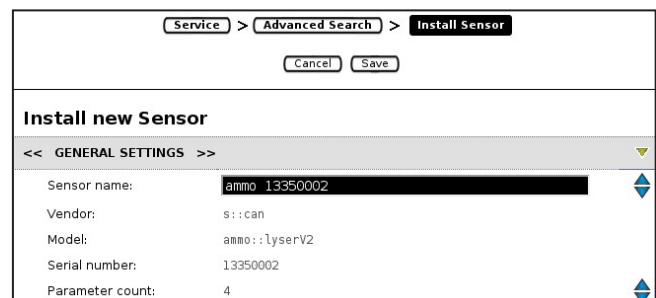 Service > Advanced Search > Install Sensor
Cancel Save
Install new Sensor
<< GENERAL SETTINGS >>
Sensor name: ammo 13350002
Vendor: s::can
Model: ammo::lyserV2
Serial number: 13350002
Parameter count: 4